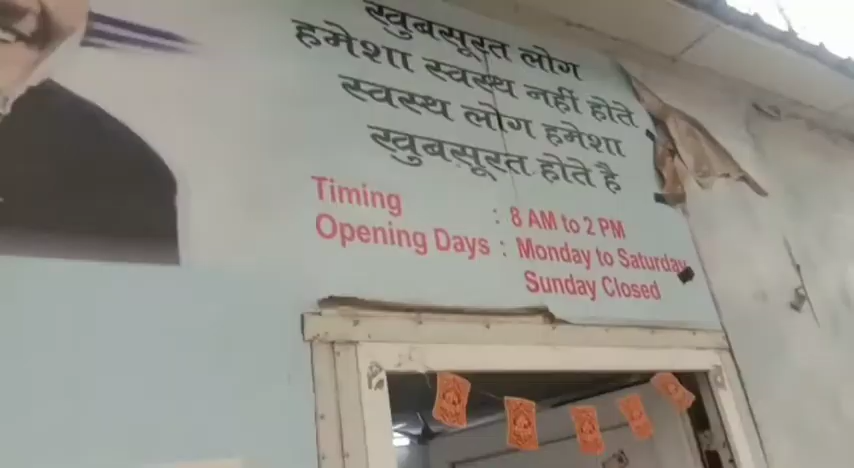 खुबसूरत लोग
हमेशा स्वस्थ नहीं होते
स्वस्थ लोग हमेशा
खुबसूरत होते है
Timing : 8 AM to 2 PM
Opening Days : Monday to Saturday
Sunday Closed